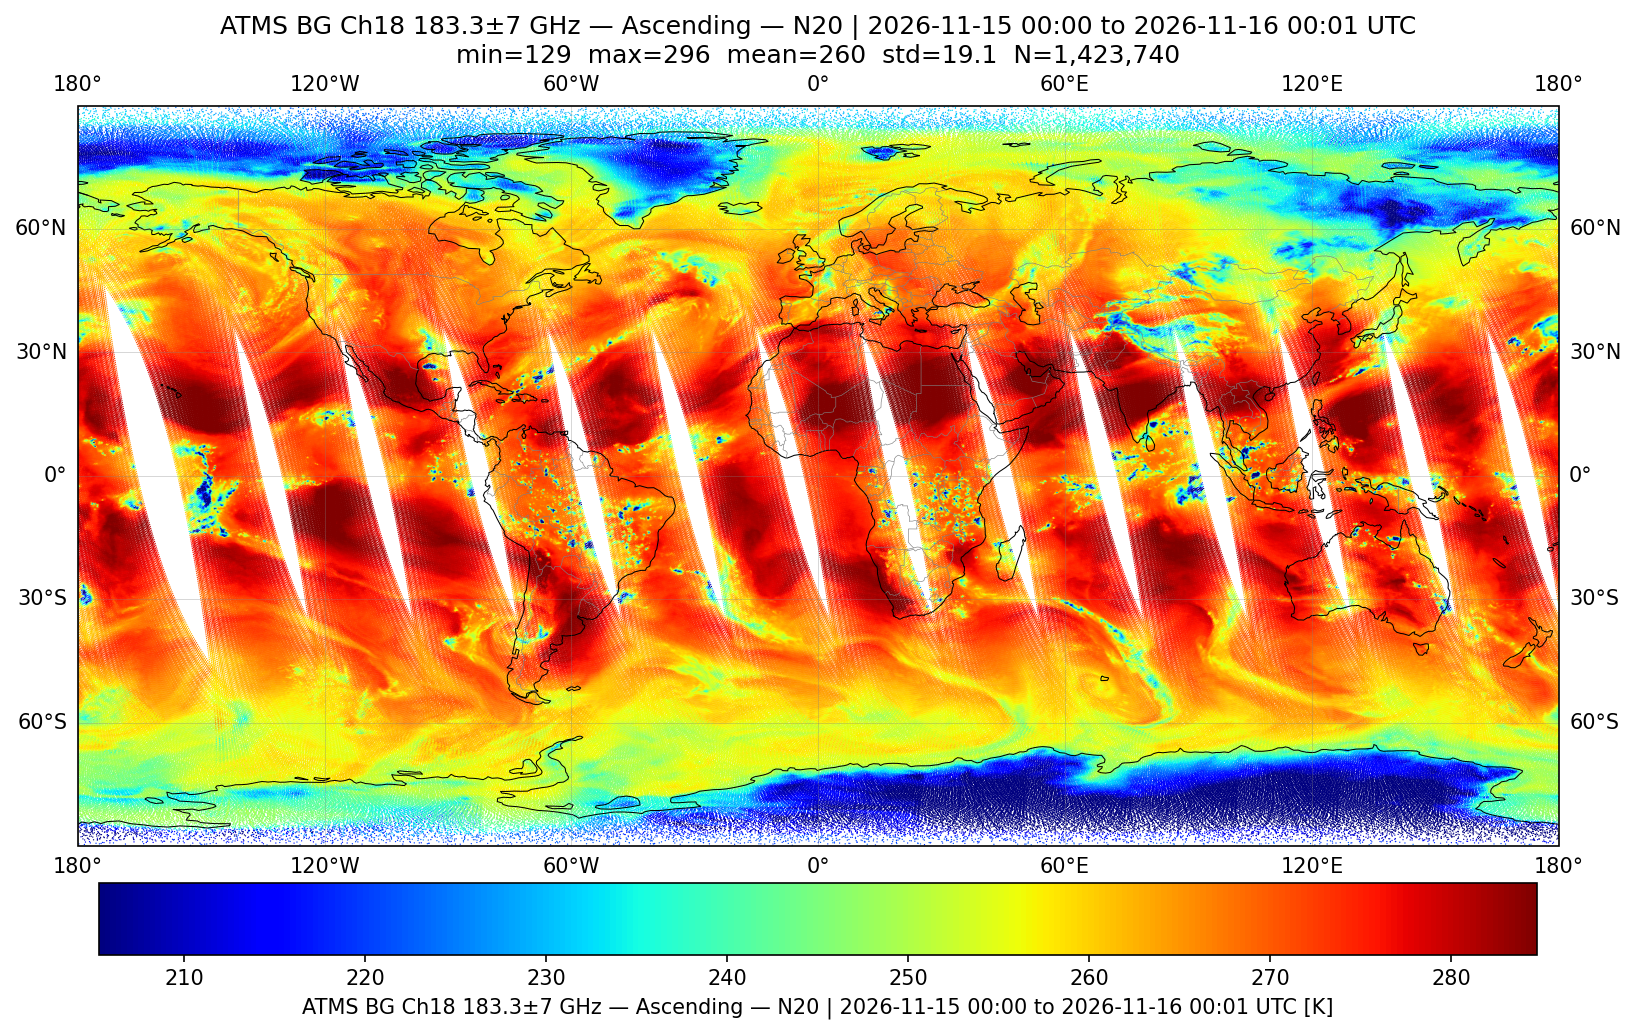 ATMS BG Ch18 183.3±7 GHz — Ascending — N20 | 2026-11-15 00:00 to 2026-11-16 00:01 UTC
min=129 max=296 mean=260 std=19.1 N=1,423,740
180° 120°W 60°W 0° 60°E 120°E 180°
60°N 60°N
30°N 30°N
0° 0°
30°S 30°S
60°S 60°S
180° 120°W 60°W 0° 60°E 120°E 180°
210 220 230 240 250 260 270 280
ATMS BG Ch18 183.3±7 GHz — Ascending — N20 | 2026-11-15 00:00 to 2026-11-16 00:01 UTC [K]